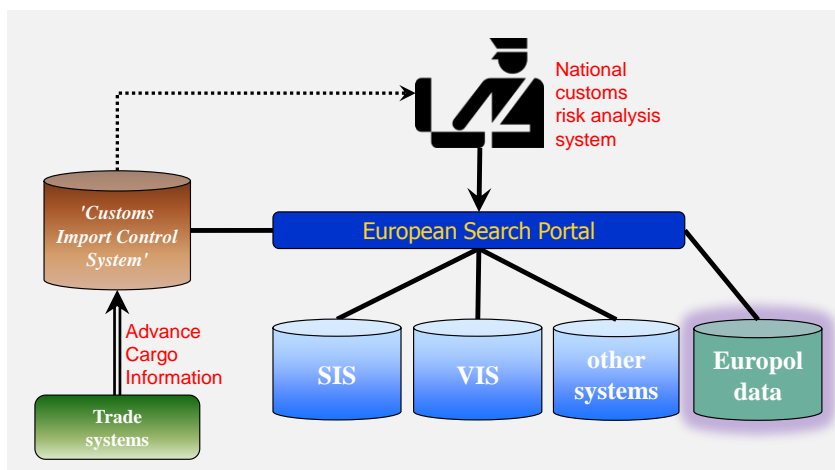 National
customs
risk analysis
system
'Customs
Import Control
System'
European Search Portal
Advance
Cargo
Information
SIS
VIS
other
systems
Europol
data
Trade
systems